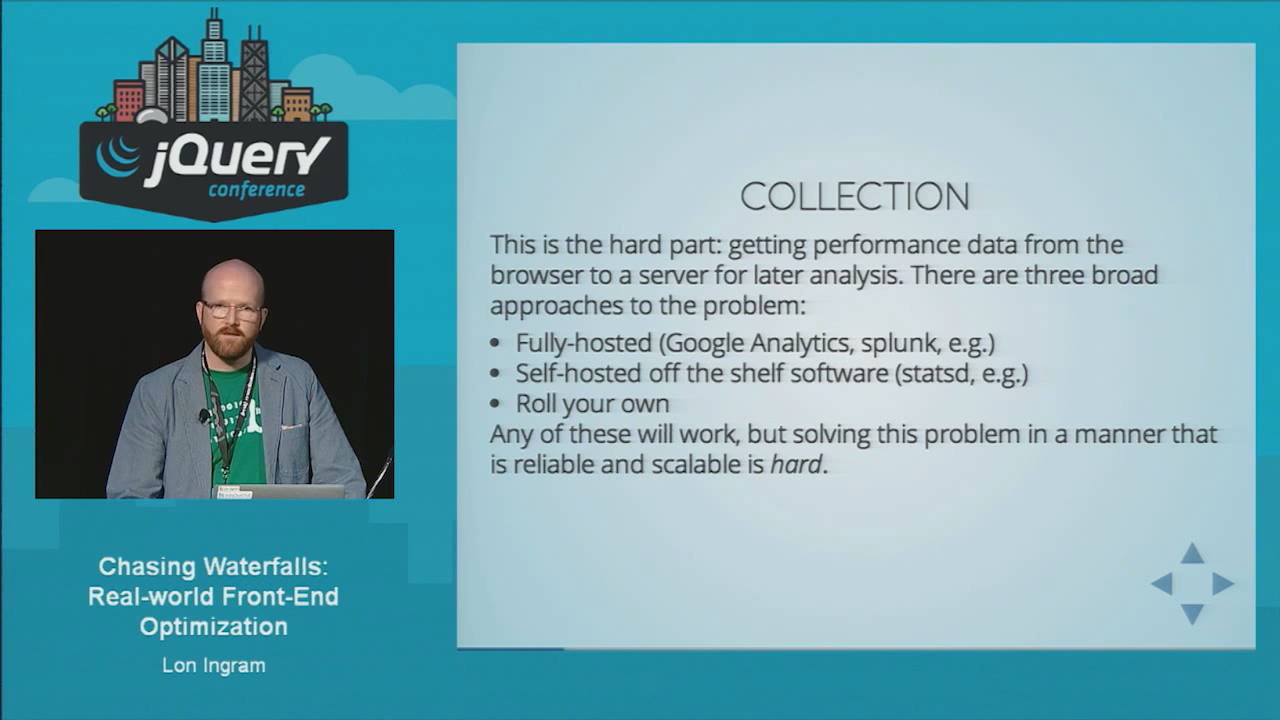 jQuery
conference
COLLECTION
This is the hard part: getting performance data from the
browser to a server for later analysis. There are three broad
approaches to the problem:
• Fully-hosted (Google Analytics, splunk, e.g.)
• Self-hosted off the shelf software (statsd, e.g.)
• Roll your own
Any of these will work, but solving this problem in a manner that
is reliable and scalable is hard.
Chasing Waterfalls:
Real-world Front-End
Optimization
Lon Ingram